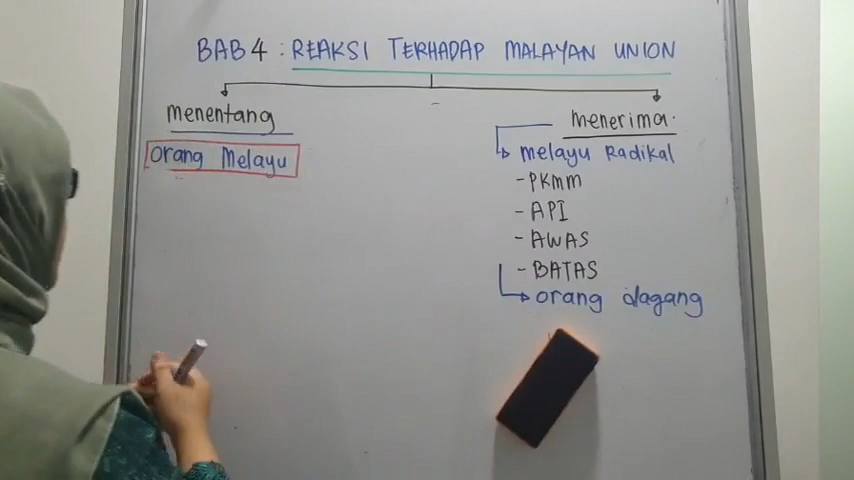 BAB 4 : REAKSI TERHADAP MALAYAN UNION
menentang
orang Melayu
menerima.
melayu Radikal
- PKMM
- API
- AWAS
- BATAS
orang dagang